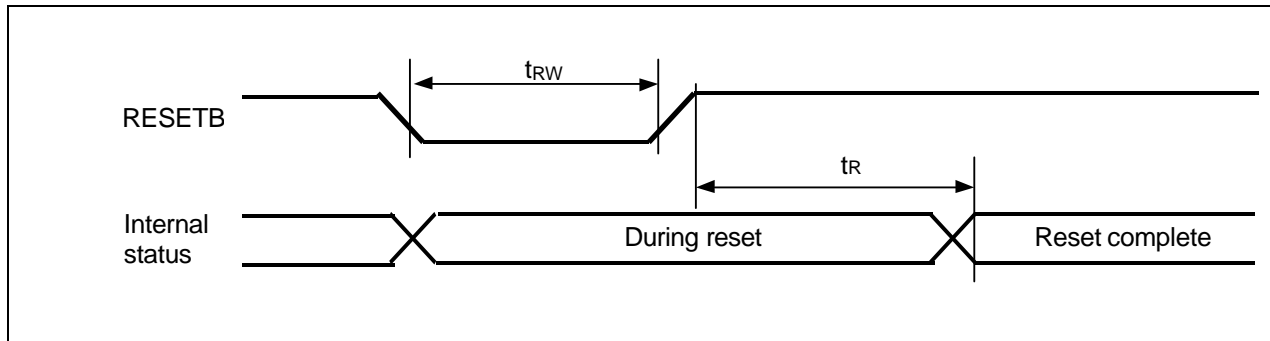 tRW
RESETB
tR
Internal
status
During reset
Reset complete